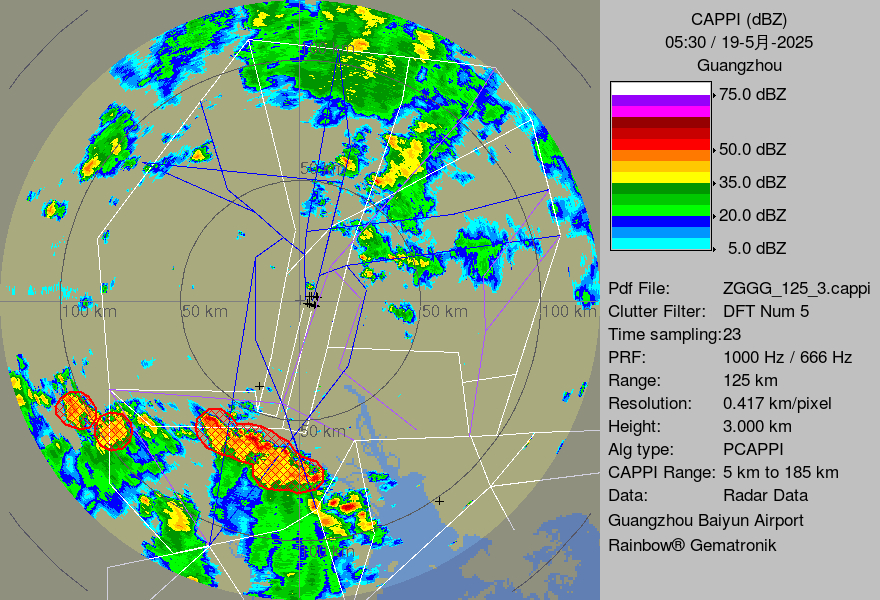 CAPPI (dBZ)
05:30 / 19-5月-2025
Guangzhou
75.0 dBZ
50.0 dBZ
35.0 dBZ
20.0 dBZ
5.0 dBZ
Pdf File: ZGGG_125_3.cappi
Clutter Filter: DFT Num 5
Time sampling:23
PRF: 1000 Hz / 666 Hz
Range: 125 km
Resolution: 0.417 km/pixel
Height: 3.000 km
Alg type: PCAPPI
CAPPI Range: 5 km to 185 km
Data: Radar Data
Guangzhou Baiyun Airport
Rainbow® Gematronik
50 km
100 km
50 km
50 km
100 km
50 km
100 km